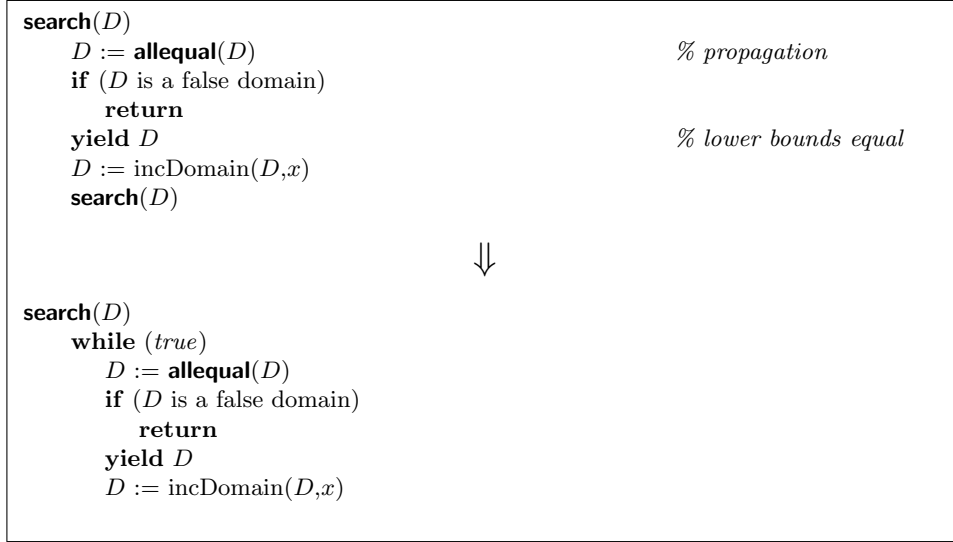 search(D)
D := allequal(D) % propagation
if (D is a false domain)
return
yield D % lower bounds equal
D := incDomain(D,x)
search(D)
⇓
search(D)
while (true)
D := allequal(D)
if (D is a false domain)
return
yield D
D := incDomain(D,x)